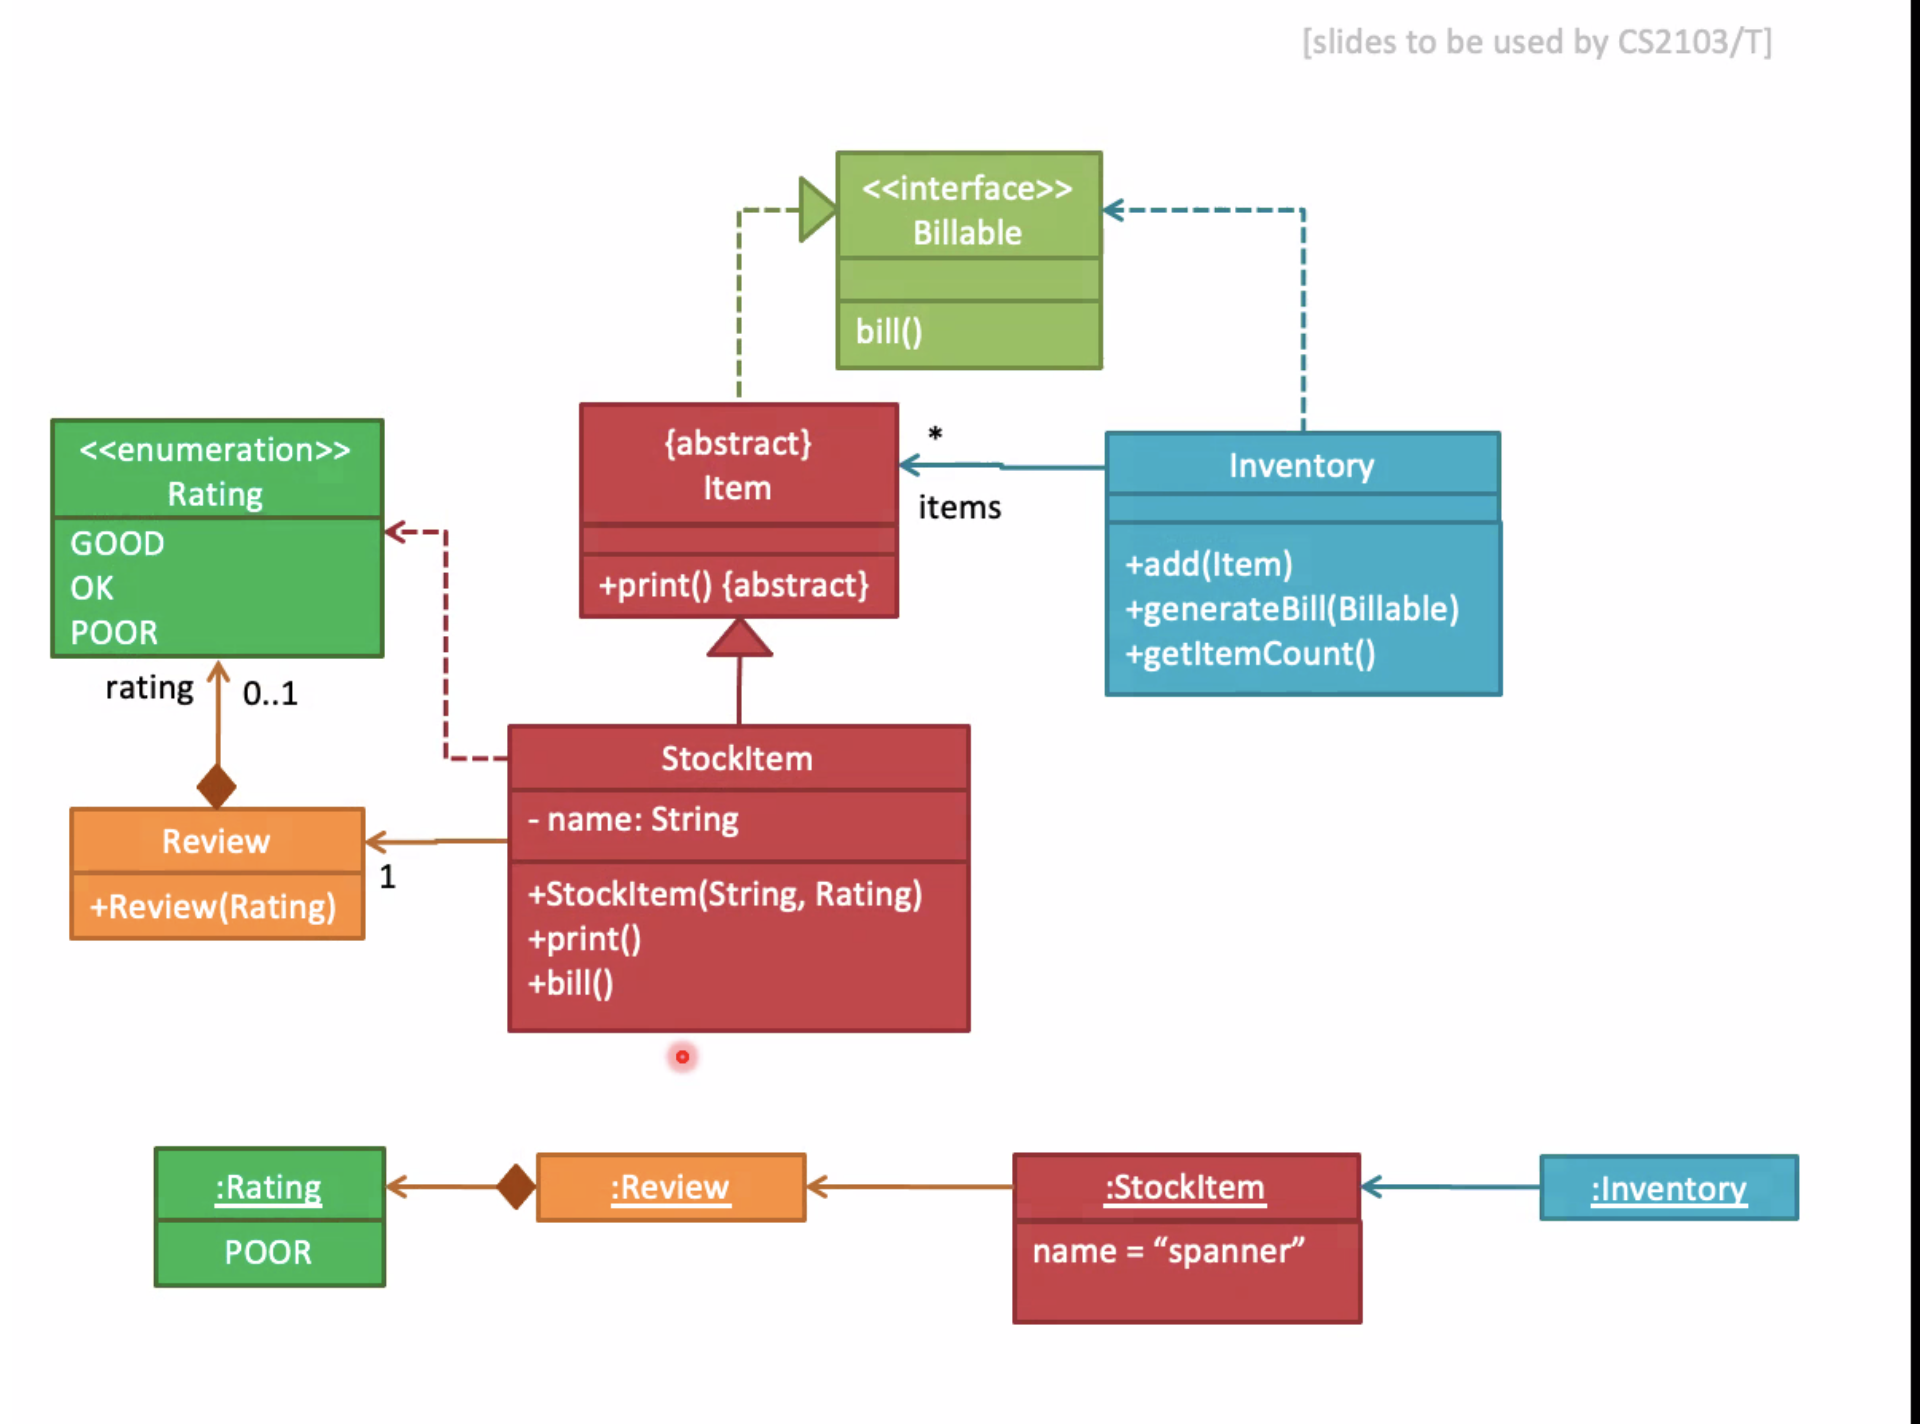 [slides to be used by CS2103/T]
<<interface>>
Billable
bill()
<<enumeration>>
Rating
GOOD
OK
POOR
rating
0..1
{abstract}
Item
+print() {abstract}
*
items
Inventory
+add(Item)
+generateBill(Billable)
+getItemCount()
Review
+Review(Rating)
1
StockItem
- name: String
+StockItem(String, Rating)
+print()
+bill()
:Rating
POOR
:Review
:StockItem
name = “spanner”
:Inventory